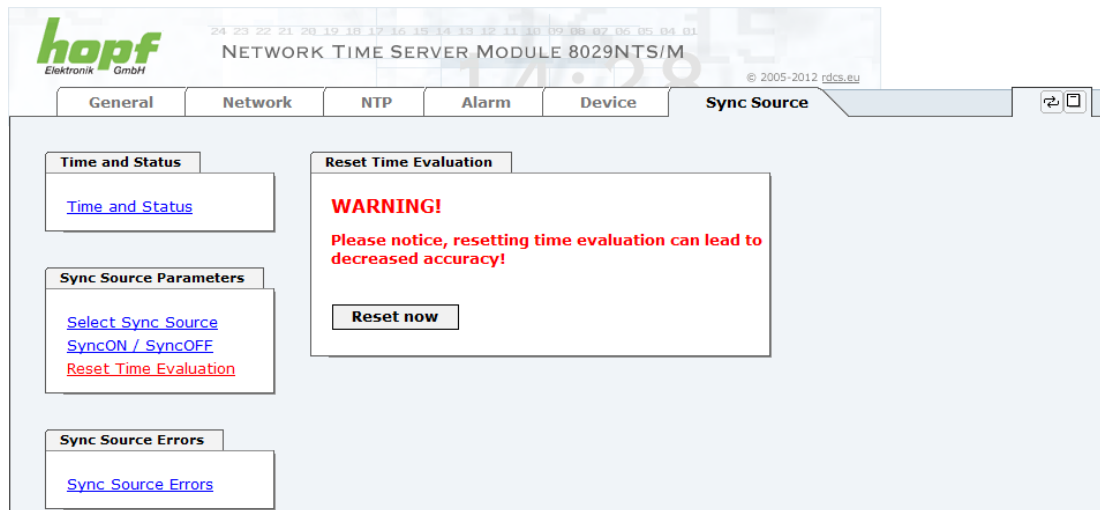 hopf
Elektronik GmbH
24 23 22 21 20 19 18 17 16 15 14 13 12 11 10 09 08 07 06 05 04 01
NETWORK TIME SERVER MODULE 8029NTS/M
14:28
© 2005-2012 rdcs.eu
General Network NTP Alarm Device Sync Source
Time and Status
Time and Status
Sync Source Parameters
Select Sync Source
SyncON / SyncOFF
Reset Time Evaluation
Sync Source Errors
Sync Source Errors
Reset Time Evaluation
WARNING!
Please notice, resetting time evaluation can lead to
decreased accuracy!
Reset now